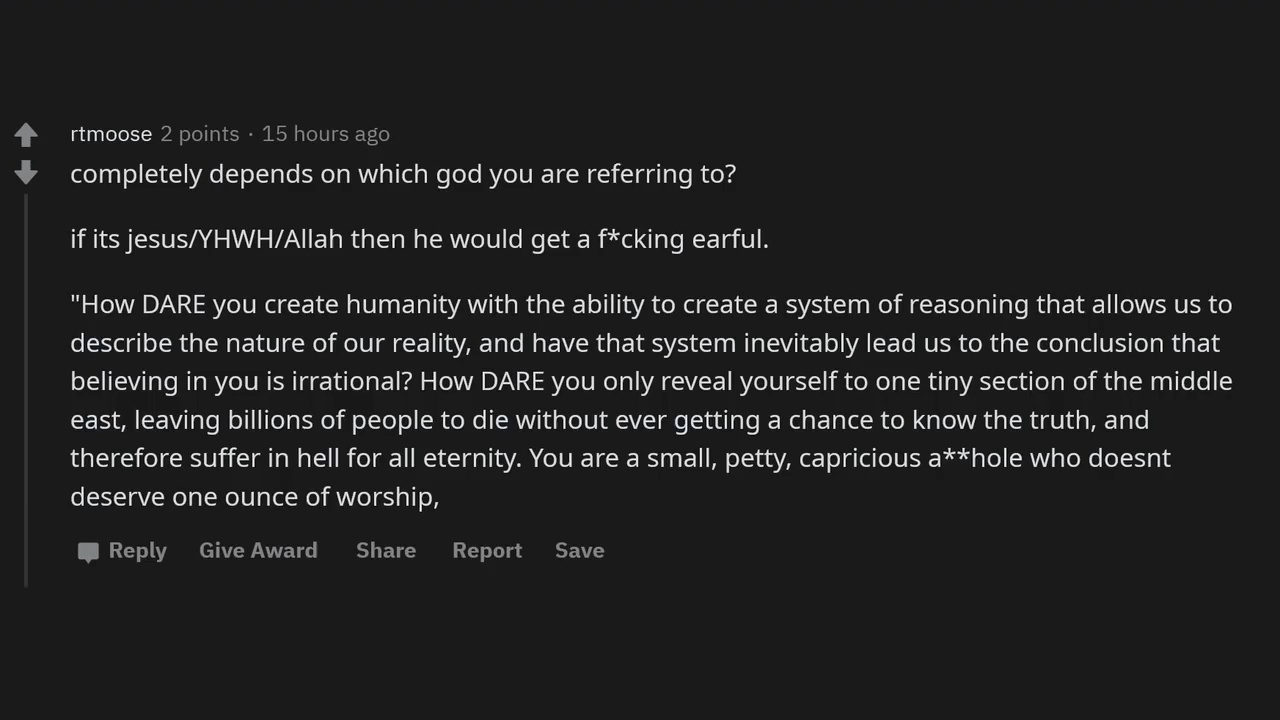 rtmoose 2 points · 15 hours ago
completely depends on which god you are referring to?
if its jesus/YHWH/Allah then he would get a f*cking earful.
"How DARE you create humanity with the ability to create a system of reasoning that allows us to
describe the nature of our reality, and have that system inevitably lead us to the conclusion that
believing in you is irrational? How DARE you only reveal yourself to one tiny section of the middle
east, leaving billions of people to die without ever getting a chance to know the truth, and
therefore suffer in hell for all eternity. You are a small, petty, capricious a**hole who doesnt
deserve one ounce of worship,
Reply Give Award Share Report Save